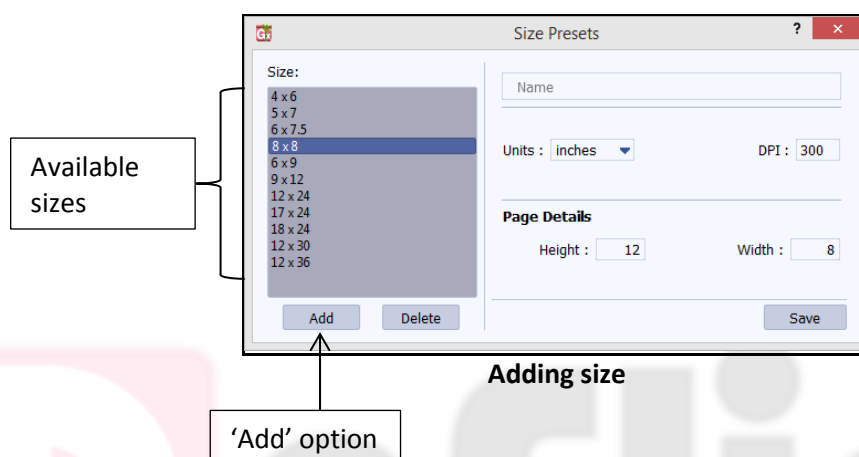 Gx
Size Presets
?
×
Size:
4 x 6
5 x 7
6 x 7.5
8 x 8
6 x 9
9 x 12
12 x 24
17 x 24
18 x 24
12 x 30
12 x 36
Add Delete
Name
Units : inches DPI : 300
Page Details
Height : 12 Width : 8
Save
Available
sizes
Adding size
‘Add’ option